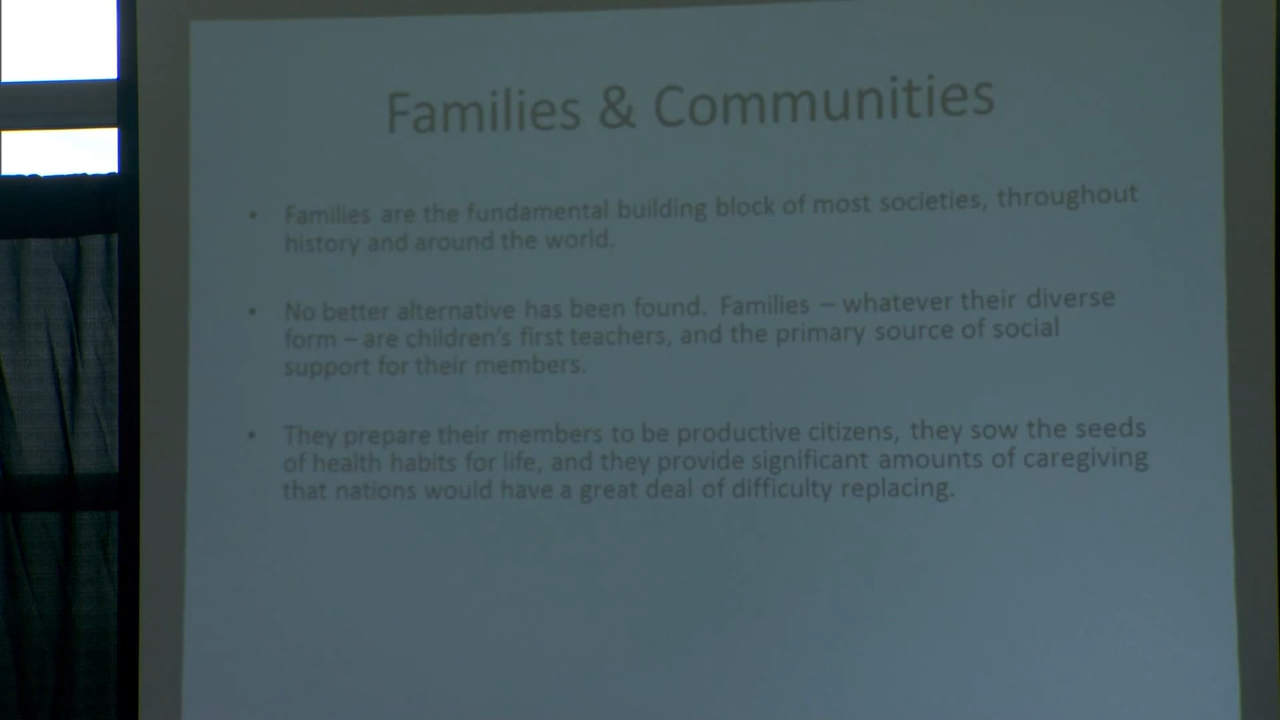 Families & Communities
• Families are the fundamental building block of most societies, throughout
history and around the world.
• No better alternative has been found. Families – whatever their diverse
form – are children's first teachers, and the primary source of social
support for their members.
• They prepare their members to be productive citizens, they sow the seeds
of health habits for life, and they provide significant amounts of caregiving
that nations would have a great deal of difficulty replacing.